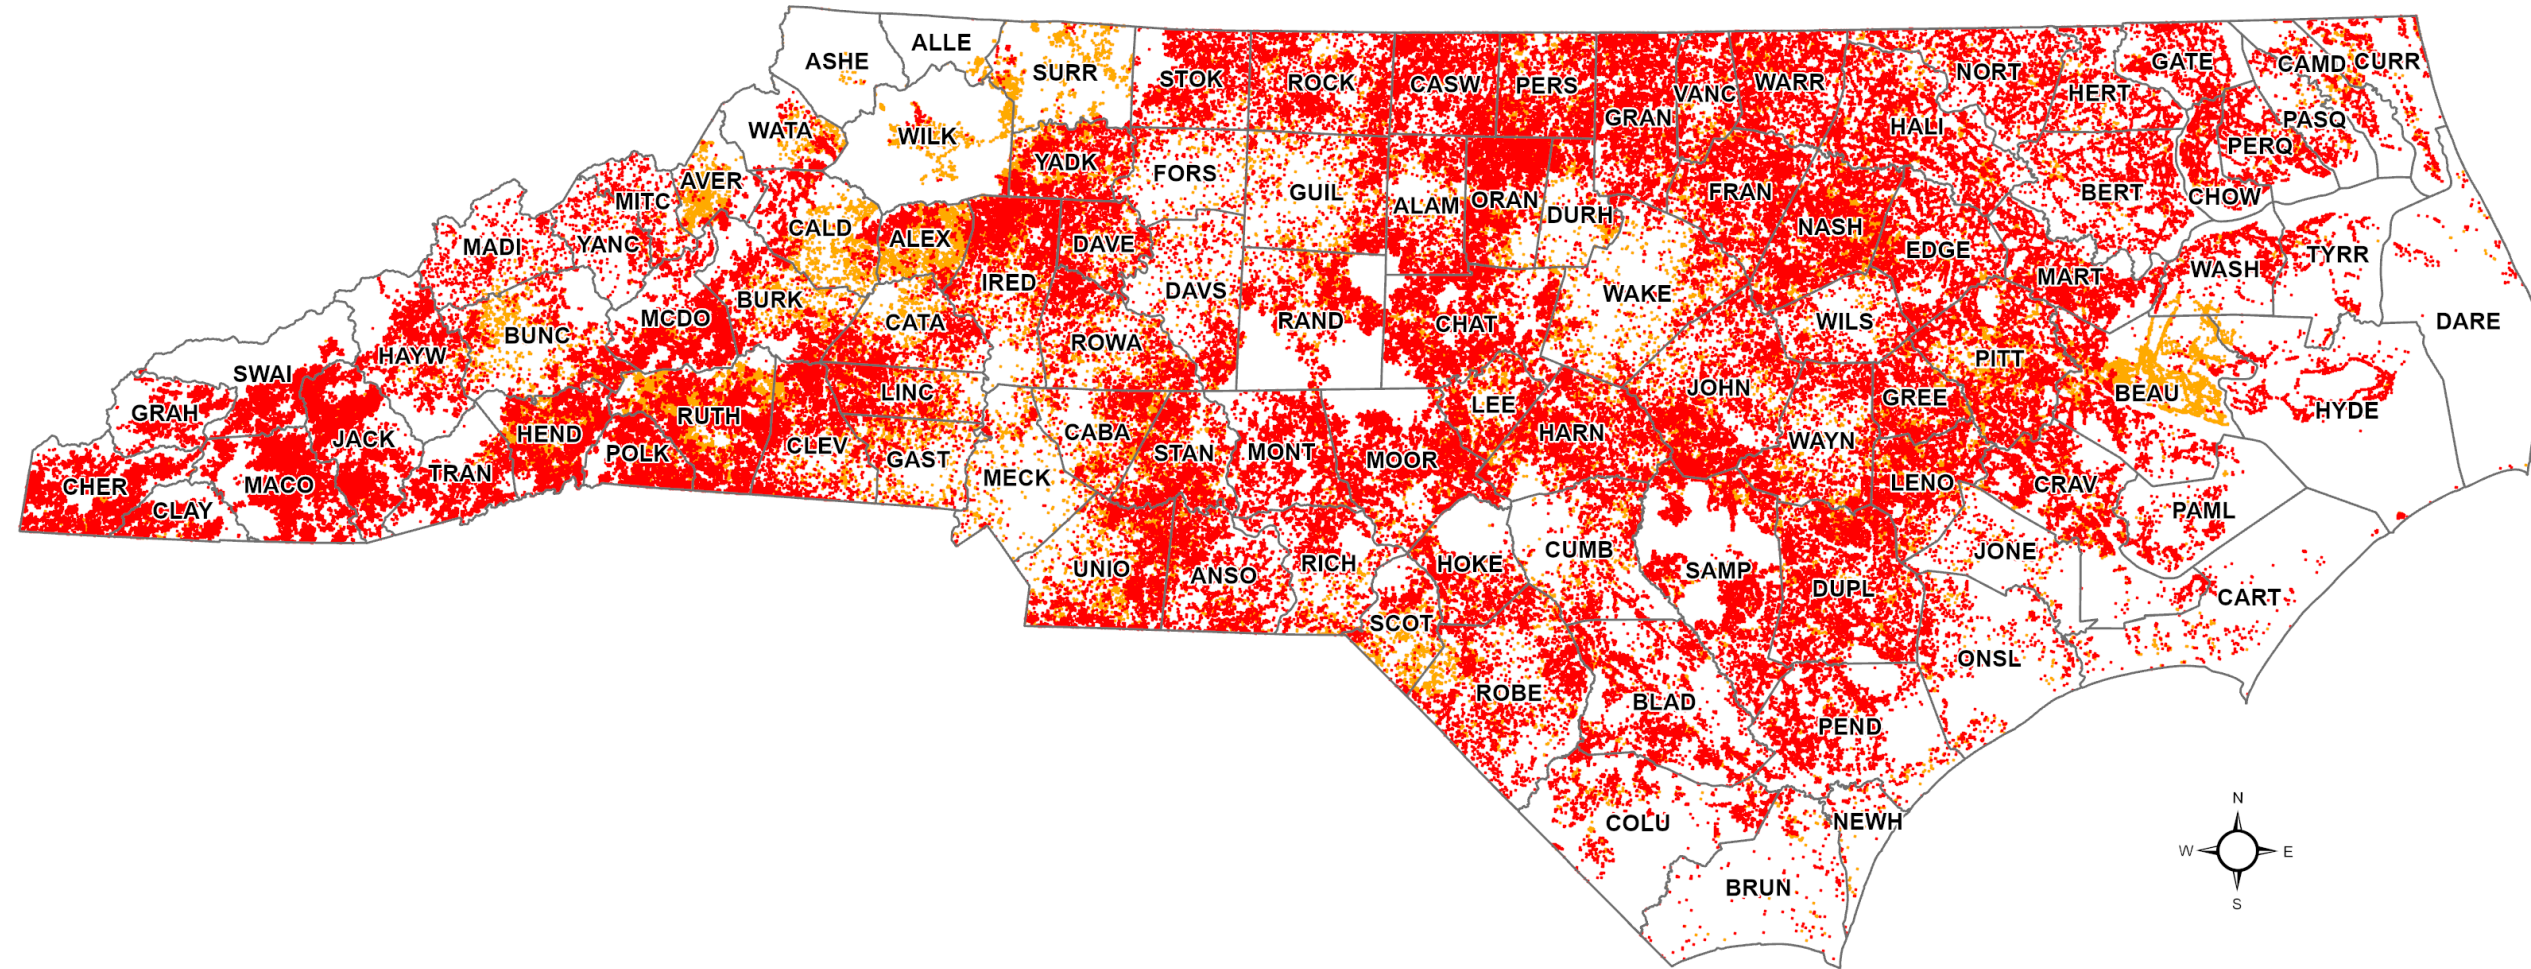 ASHE
ALLE
SURR
STOK
ROCK
CASW
PERS
GRAN
VANC
WARR
NORT
HERT
GATE
CAMD
CURR
WATA
WILK
YADK
FORS
GUIL
ALAM
ORAN
DURH
FRAN
NASH
HALI
BERT
CHOW
PERQ
PASQ
AVER
MITC
YANC
MADI
CALD
ALEX
IRED
DAVE
DAVS
RAND
CHAT
WAKE
EDGE
MART
WASH
TYRR
DARE
SWAI
HAYW
BUNC
MCDO
BURK
CATA
ROWA
WILS
PITT
BEAU
HYDE
GRAH
JACK
HEND
RUTH
LINC
CABA
STAN
MONT
MOOR
LEE
HARN
JOHN
WAYN
GREE
CHER
CLAY
MACO
TRAN
POLK
CLEV
GAST
MECK
LENO
CRAV
PAML
UNIO
ANSO
RICH
HOKE
CUMB
SAMP
DUPL
JONE
CART
SCOT
ROBE
BLAD
PEND
ONSL
COLU
NEWH
BRUN
N
W
E
S